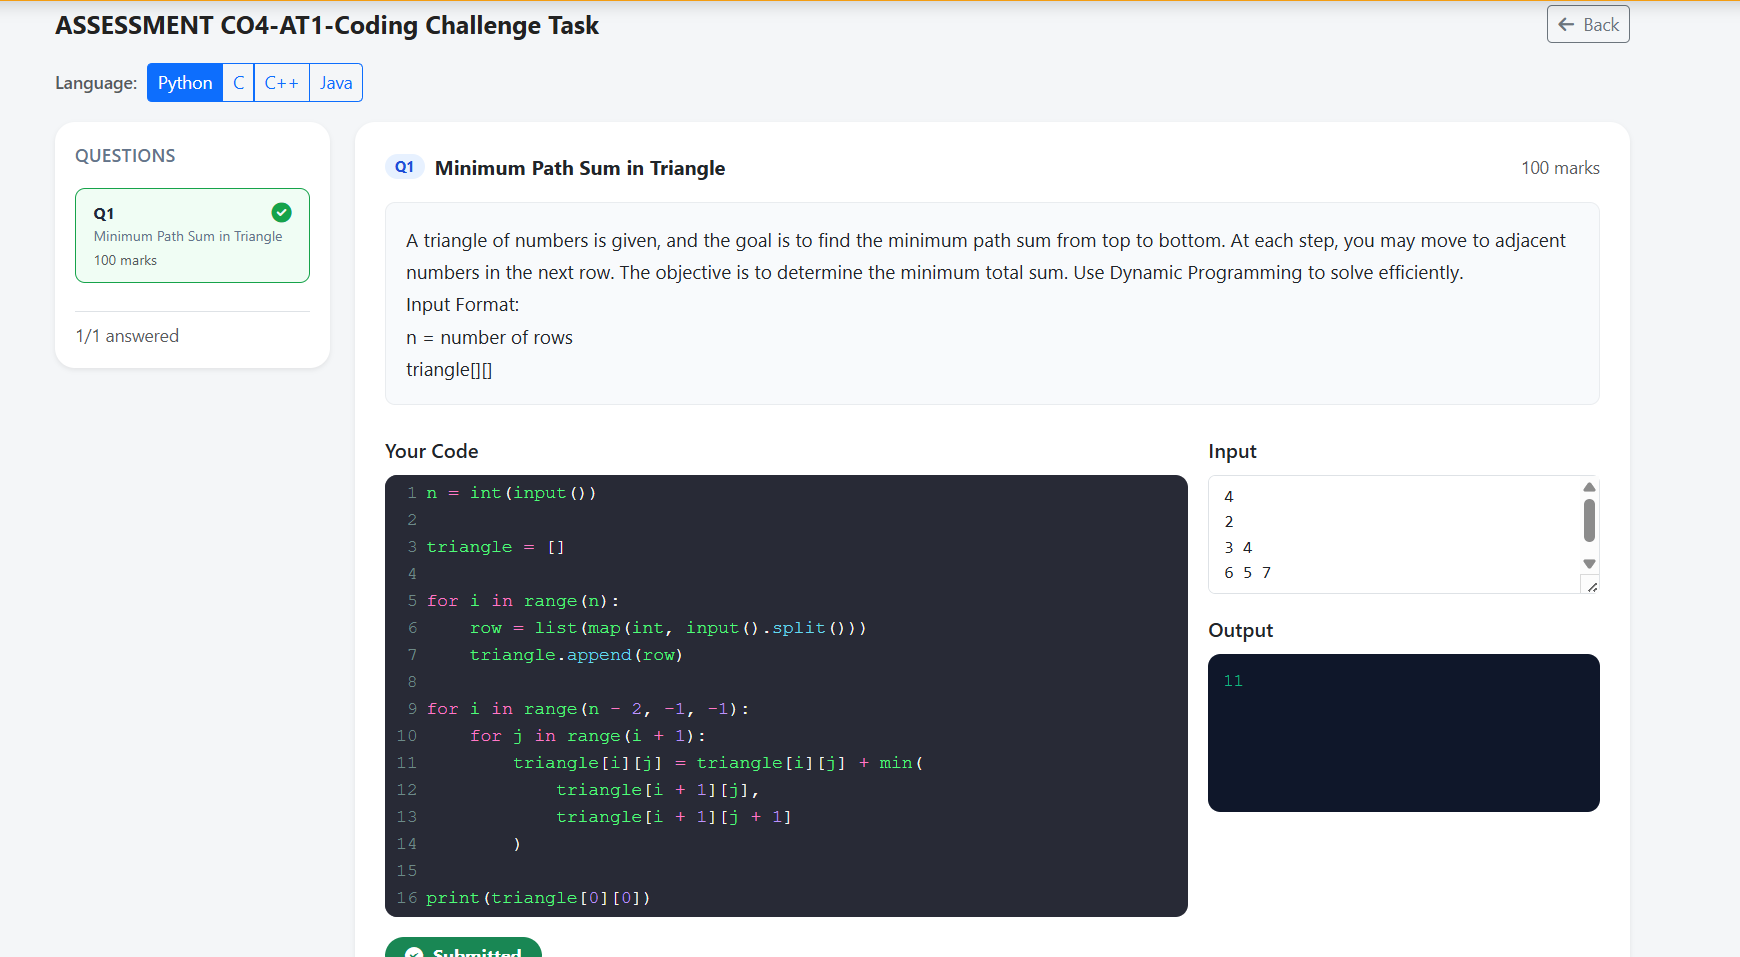 ASSESSMENT CO4-AT1-Coding Challenge Task
← Back
Language: Python C C++ Java
QUESTIONS
Q1
Minimum Path Sum in Triangle
100 marks
1/1 answered
Q1 Minimum Path Sum in Triangle 100 marks
A triangle of numbers is given, and the goal is to find the minimum path sum from top to bottom. At each step, you may move to adjacent
numbers in the next row. The objective is to determine the minimum total sum. Use Dynamic Programming to solve efficiently.
Input Format:
n = number of rows
triangle[][]
Your Code
1 n = int(input())
2
3 triangle = []
4
5 for i in range(n):
6     row = list(map(int, input().split()))
7     triangle.append(row)
8
9 for i in range(n - 2, -1, -1):
10     for j in range(i + 1):
11         triangle[i][j] = triangle[i][j] + min(
12             triangle[i + 1][j],
13             triangle[i + 1][j + 1]
14         )
15
16 print(triangle[0][0])
Submitted
Input
4
2
3 4
6 5 7
Output
11